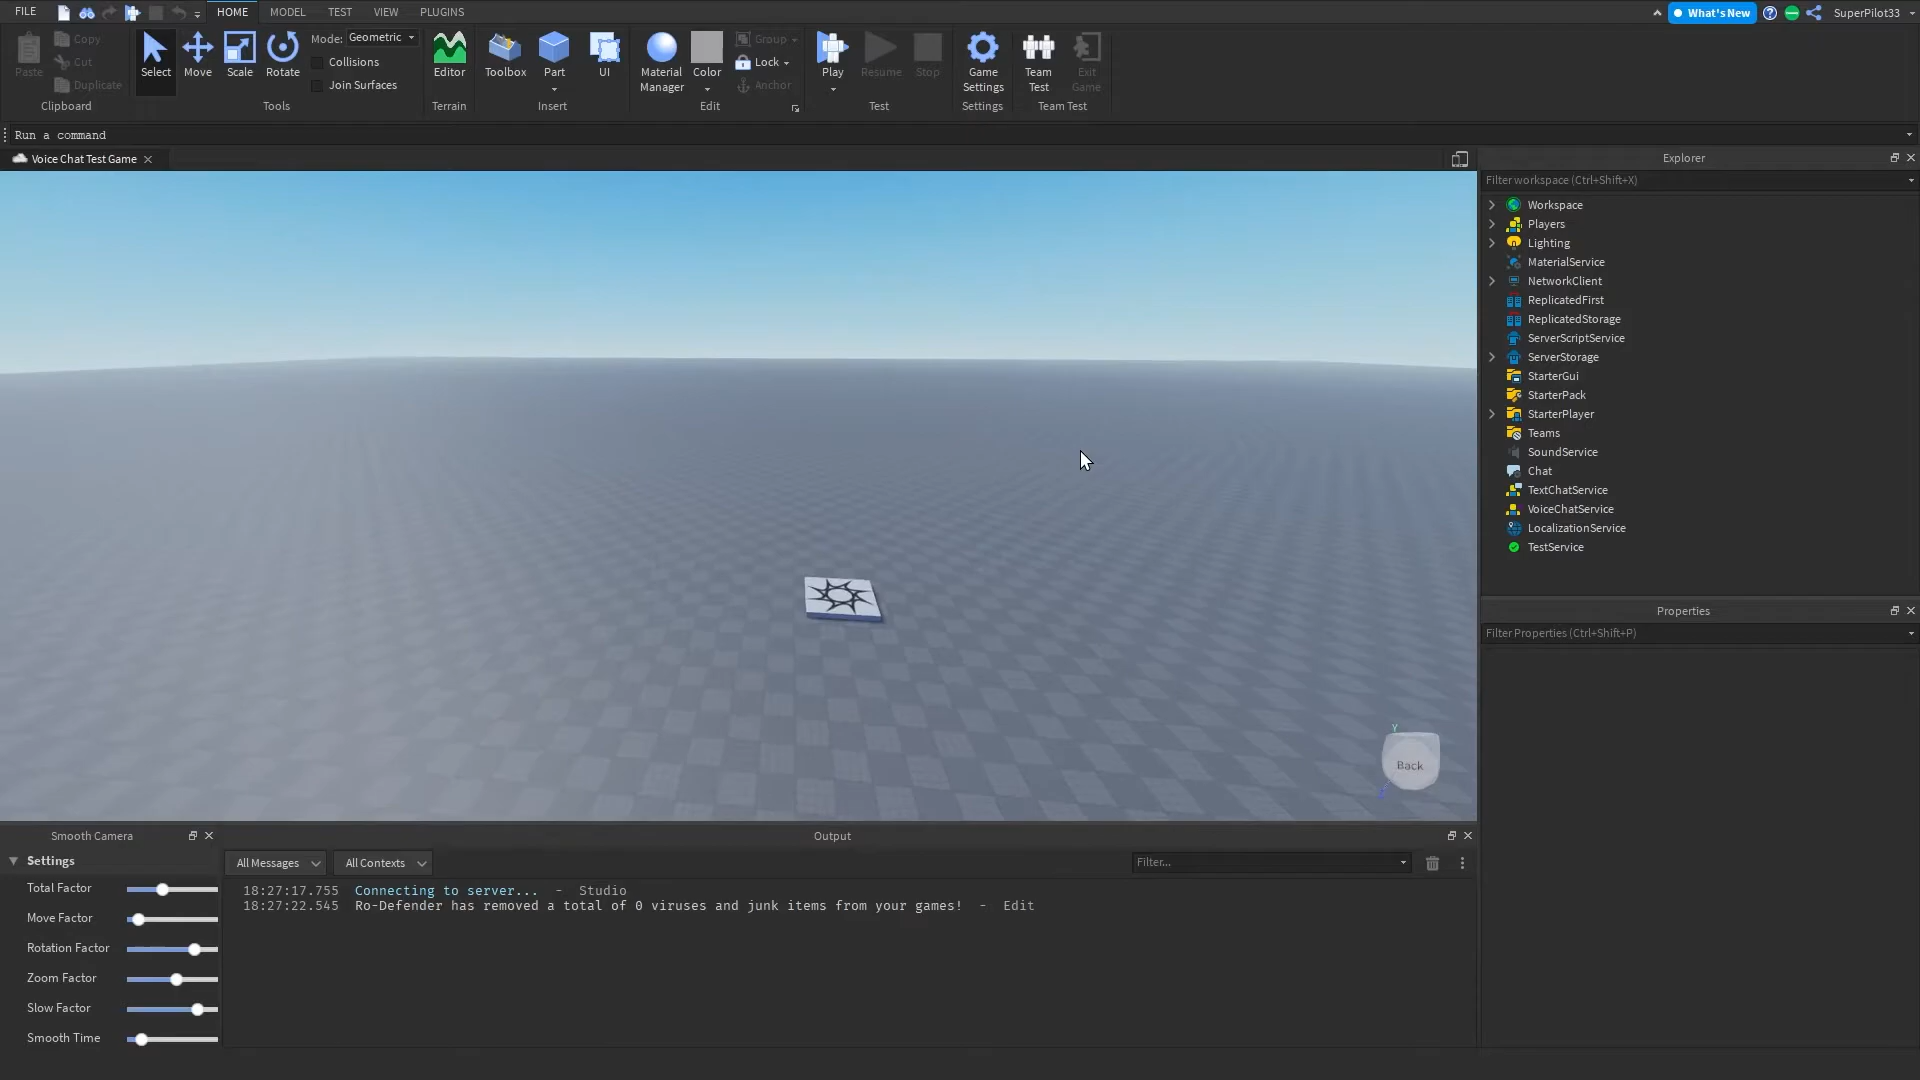 FILE
HOME
MODEL
TEST
VIEW
PLUGINS
What's New
SuperPilot33
Paste
Copy
Cut
Duplicate
Clipboard
Select
Move
Scale
Rotate
Mode: Geometric
Collisions
Join Surfaces
Tools
Editor
Terrain
Toolbox
Part
UI
Insert
Material
Manager
Color
Group
Lock
Anchor
Edit
Play
Resume
Stop
Test
Game
Settings
Settings
Team
Test
Exit
Game
Team Test
Run a command
Voice Chat Test Game
Explorer
Filter workspace (Ctrl+Shift+X)
Workspace
Players
Lighting
MaterialService
NetworkClient
ReplicatedFirst
ReplicatedStorage
ServerScriptService
ServerStorage
StarterGui
StarterPack
StarterPlayer
Teams
SoundService
Chat
TextChatService
VoiceChatService
LocalizationService
TestService
Properties
Filter Properties (Ctrl+Shift+P)
Y
Back
Z
Smooth Camera
Settings
Total Factor
Move Factor
Rotation Factor
Zoom Factor
Slow Factor
Smooth Time
Output
All Messages
All Contexts
Filter...
18:27:17.755 Connecting to server... - Studio
18:27:22.545 Ro-Defender has removed a total of 0 viruses and junk items from your games! - Edit